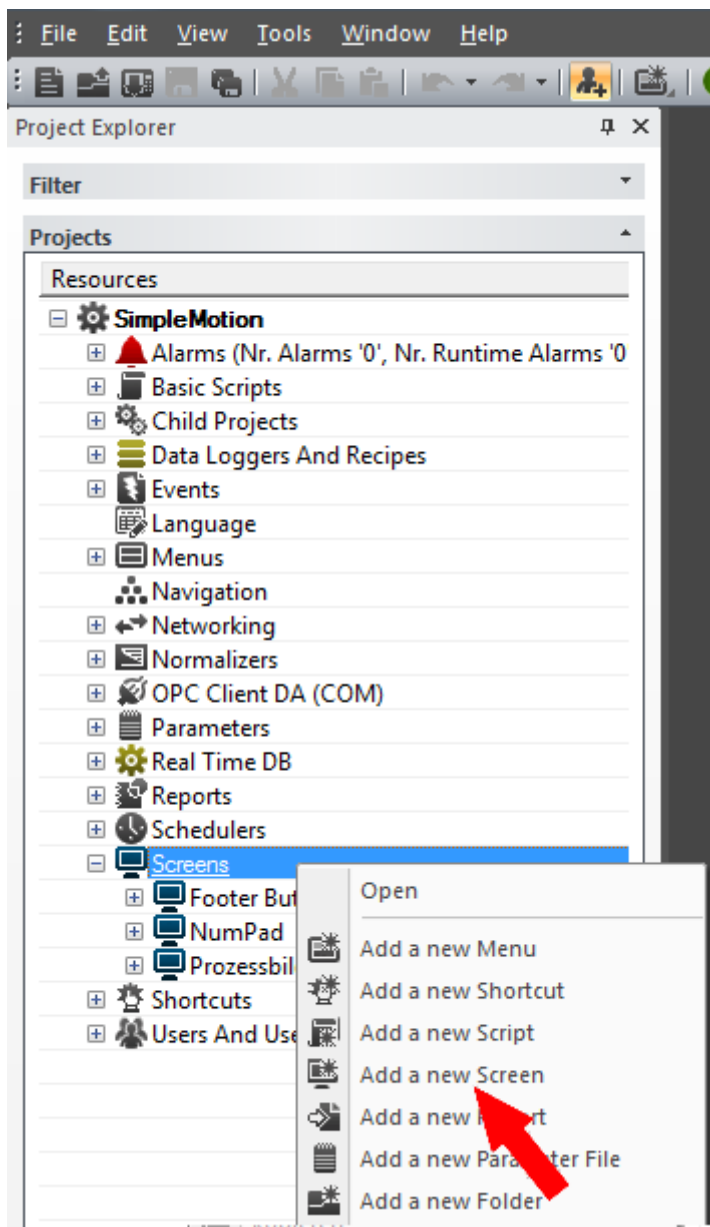 File Edit View Tools Window Help
Project Explorer
Filter
Projects
Resources
SimpleMotion
Alarms (Nr. Alarms '0', Nr. Runtime Alarms '0
Basic Scripts
Child Projects
Data Loggers And Recipes
Events
Language
Menus
Navigation
Networking
Normalizers
OPC Client DA (COM)
Parameters
Real Time DB
Reports
Schedulers
Screens
Footer But
NumPad
Prozessbil
Shortcuts
Users And Use
Open
Add a new Menu
Add a new Shortcut
Add a new Script
Add a new Screen
Add a new
Add a new File
Add a new Folder